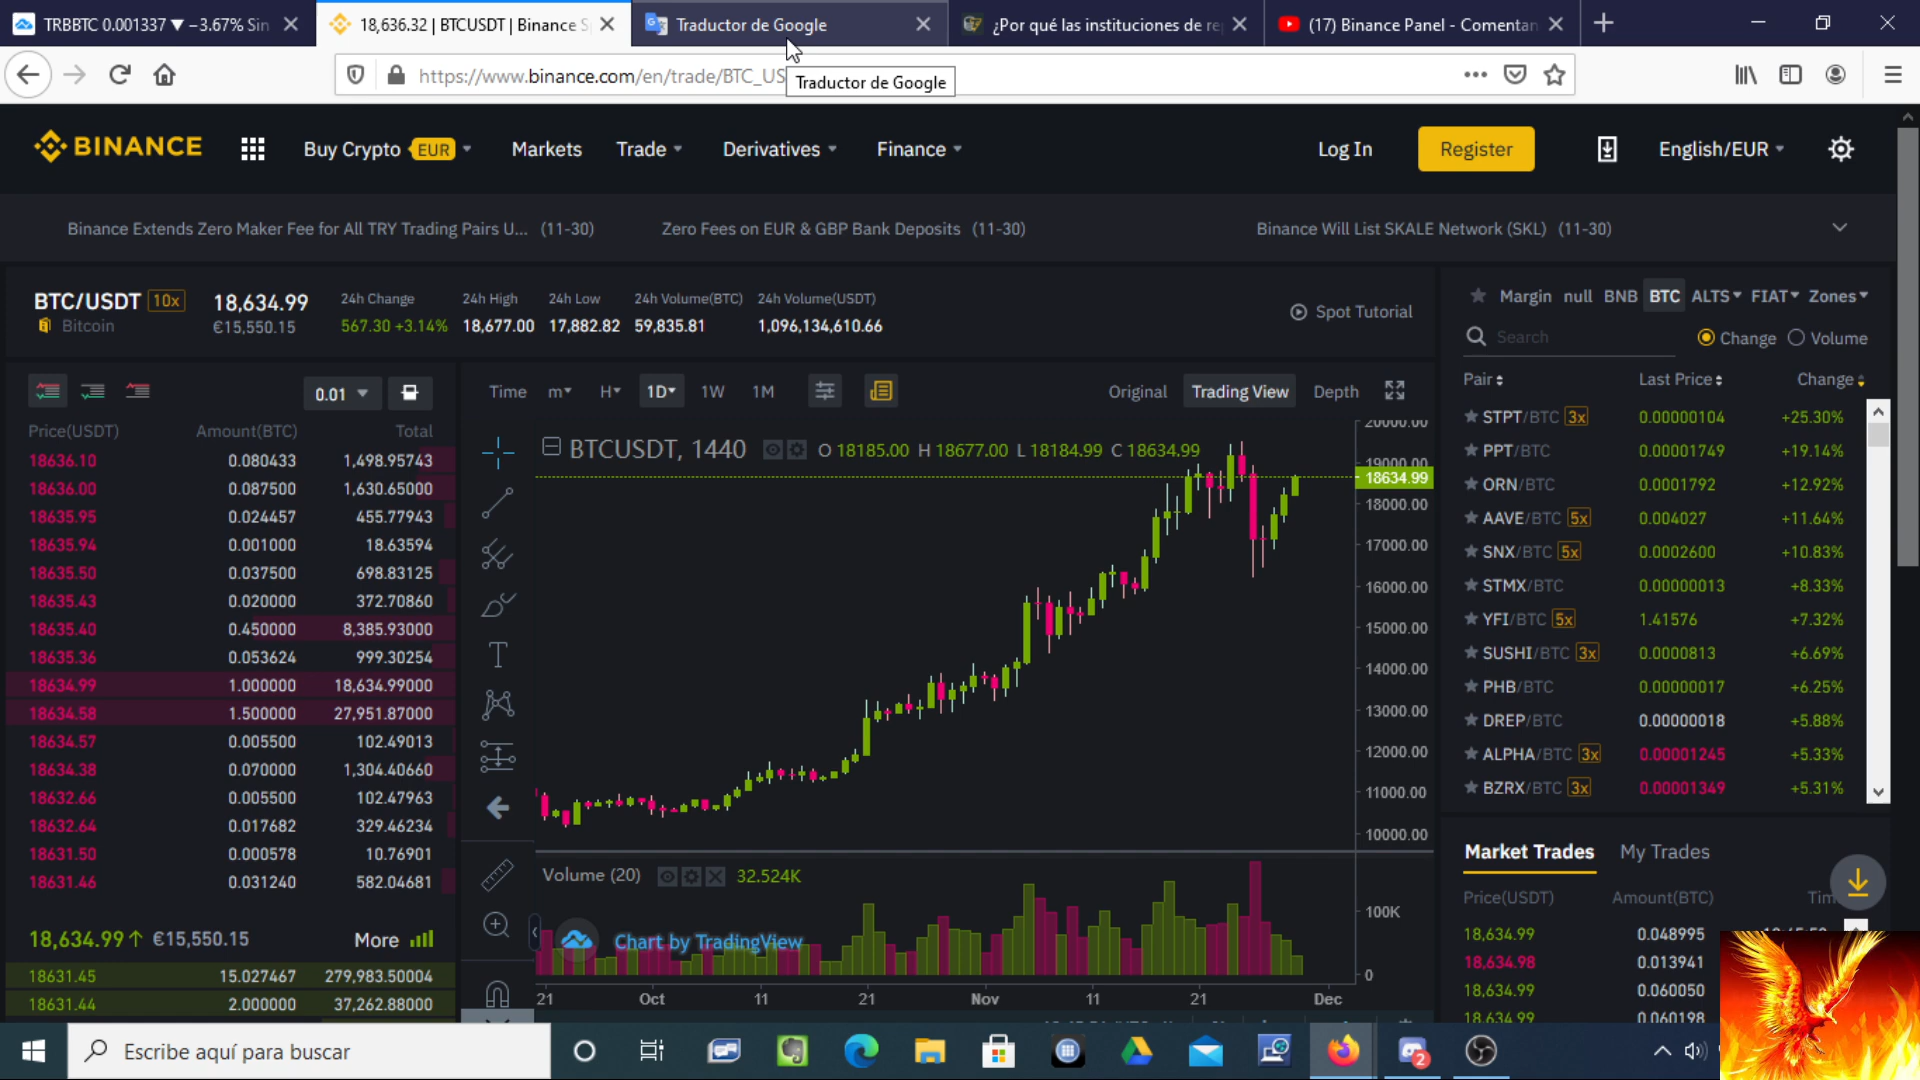 TRBBTC 0.001337 ▼ −3.67% Sin
18,636.32 | BTCUSDT | Binance S
Traductor de Google
¿Por qué las instituciones de re
(17) Binance Panel - Comentan
https://www.binance.com/en/trade/BTC_US
Traductor de Google
BINANCE
Buy Crypto EUR
Markets
Trade
Derivatives
Finance
Log In
Register
English/EUR
Binance Extends Zero Maker Fee for All TRY Trading Pairs U... (11-30)
Zero Fees on EUR & GBP Bank Deposits (11-30)
Binance Will List SKALE Network (SKL) (11-30)
BTC/USDT 10x
Bitcoin
18,634.99
€15,550.15
24h Change
567.30 +3.14%
24h High
18,677.00
24h Low
17,882.82
24h Volume(BTC)
59,835.81
24h Volume(USDT)
1,096,134,610.66
Spot Tutorial
0.01
Price(USDT) Amount(BTC) Total
18636.10 0.080433 1,498.95743
18636.00 0.087500 1,630.65000
18635.95 0.024457 455.77943
18635.94 0.001000 18.63594
18635.50 0.037500 698.83125
18635.43 0.020000 372.70860
18635.40 0.450000 8,385.93000
18635.36 0.053624 999.30254
18634.99 1.000000 18,634.99000
18634.58 1.500000 27,951.87000
18634.57 0.005500 102.49013
18634.38 0.070000 1,304.40660
18632.66 0.005500 102.47963
18632.64 0.017682 329.46234
18631.50 0.000578 10.76901
18631.46 0.031240 582.04681
18,634.99↑ €15,550.15 More
18631.45 15.027467 279,983.50004
18631.44 2.000000 37,262.88000
Time m H 1D 1W 1M
Original Trading View Depth
BTCUSDT, 1440 O 18185.00 H 18677.00 L 18184.99 C 18634.99
20000.00
19000.00
18634.99
18000.00
17000.00
16000.00
15000.00
14000.00
13000.00
12000.00
11000.00
10000.00
Volume (20) 32.524K
100K
0
Chart by TradingView
21 Oct 11 21 Nov 11 21 Dec
Margin null BNB BTC ALTS FIAT Zones
Search
Change Volume
Pair Last Price Change
STPT/BTC 3x 0.00000104 +25.30%
PPT/BTC 0.00001749 +19.14%
ORN/BTC 0.0001792 +12.92%
AAVE/BTC 5x 0.004027 +11.64%
SNX/BTC 5x 0.0002600 +10.83%
STMX/BTC 0.00000013 +8.33%
YFI/BTC 5x 1.41576 +7.32%
SUSHI/BTC 3x 0.0000813 +6.69%
PHB/BTC 0.00000017 +6.25%
DREP/BTC 0.00000018 +5.88%
ALPHA/BTC 3x 0.00001245 +5.33%
BZRX/BTC 3x 0.00001349 +5.31%
Market Trades My Trades
Price(USDT) Amount(BTC) Tim
18,634.99 0.048995
18,634.98 0.013941
18,634.99 0.060050
18,634.99 0.060198
Escribe aquí para buscar
2